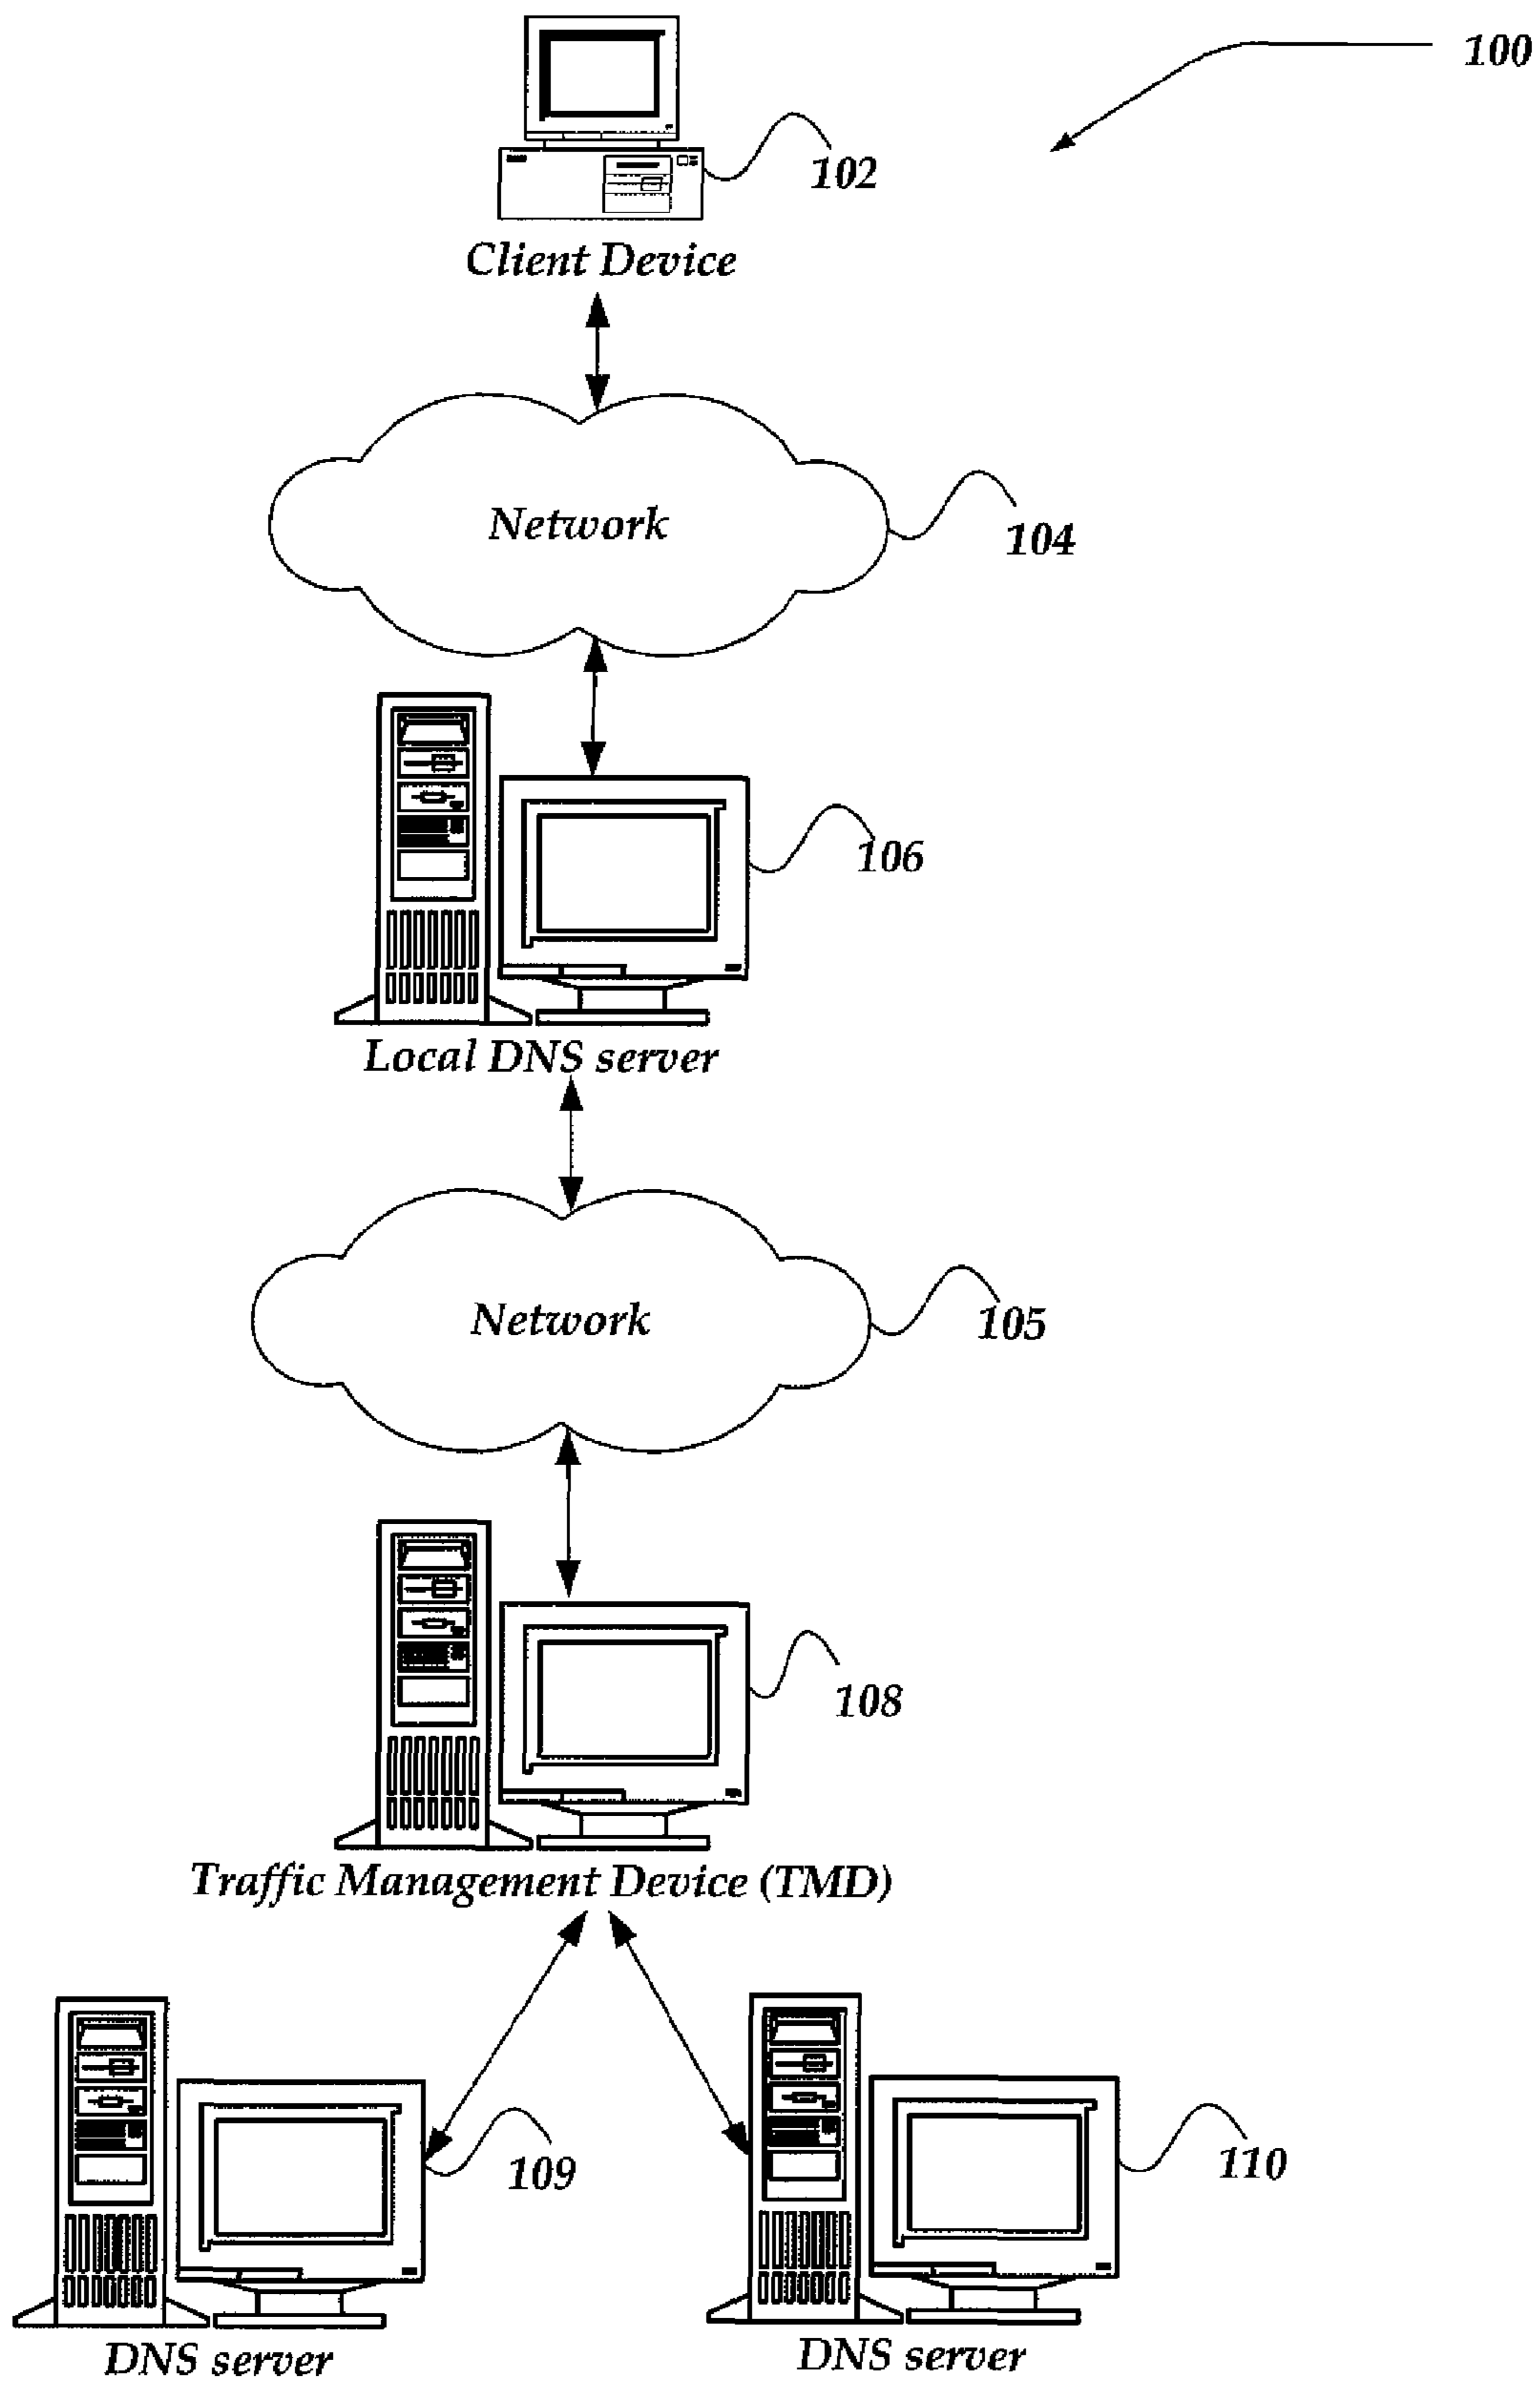 100
102
Client Device
Network
104
106
Local DNS server
Network
105
108
Traffic Management Device (TMD)
109
110
DNS server
DNS server